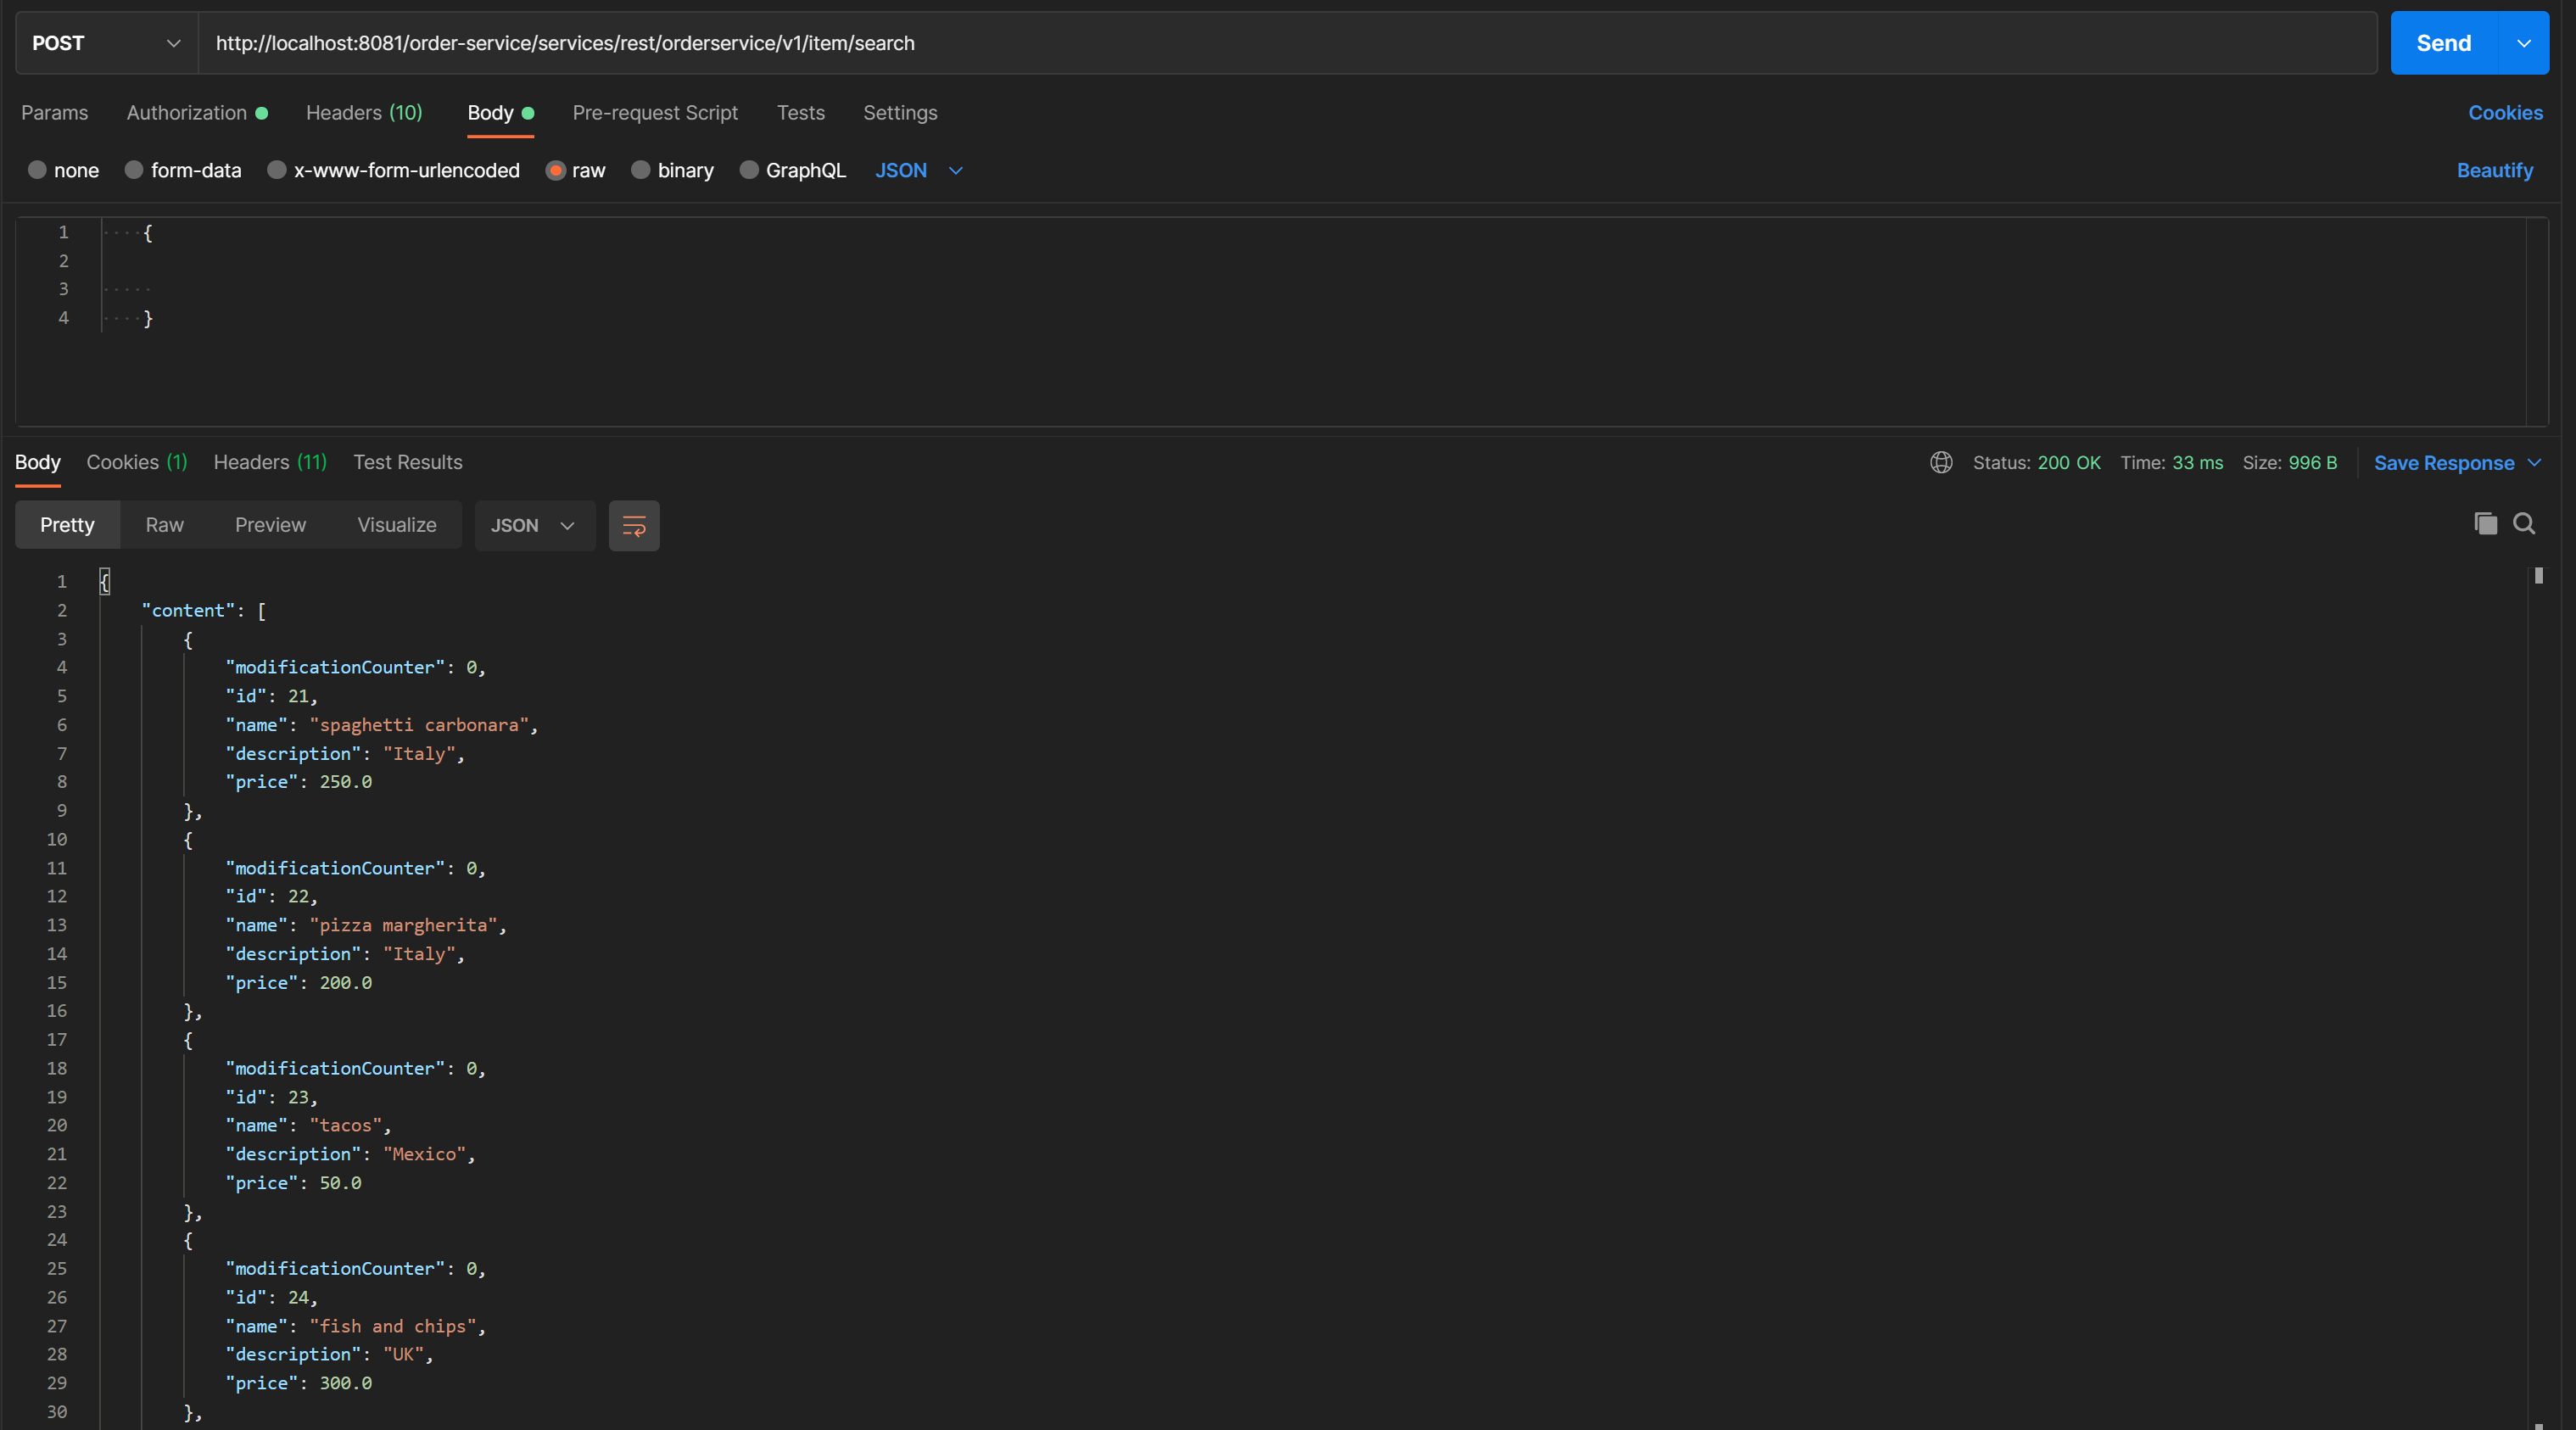 POST http://localhost:8081/order-service/services/rest/orderservice/v1/item/search Send
Params Authorization Headers (10) Body Pre-request Script Tests Settings Cookies
none form-data x-www-form-urlencoded raw binary GraphQL JSON Beautify
1 {
2
3
4 }
Body Cookies (1) Headers (11) Test Results Status: 200 OK Time: 33 ms Size: 996 B Save Response
Pretty Raw Preview Visualize JSON
1 {
2 "content": [
3 {
4 "modificationCounter": 0,
5 "id": 21,
6 "name": "spaghetti carbonara",
7 "description": "Italy",
8 "price": 250.0
9 },
10 {
11 "modificationCounter": 0,
12 "id": 22,
13 "name": "pizza margherita",
14 "description": "Italy",
15 "price": 200.0
16 },
17 {
18 "modificationCounter": 0,
19 "id": 23,
20 "name": "tacos",
21 "description": "Mexico",
22 "price": 50.0
23 },
24 {
25 "modificationCounter": 0,
26 "id": 24,
27 "name": "fish and chips",
28 "description": "UK",
29 "price": 300.0
30 },